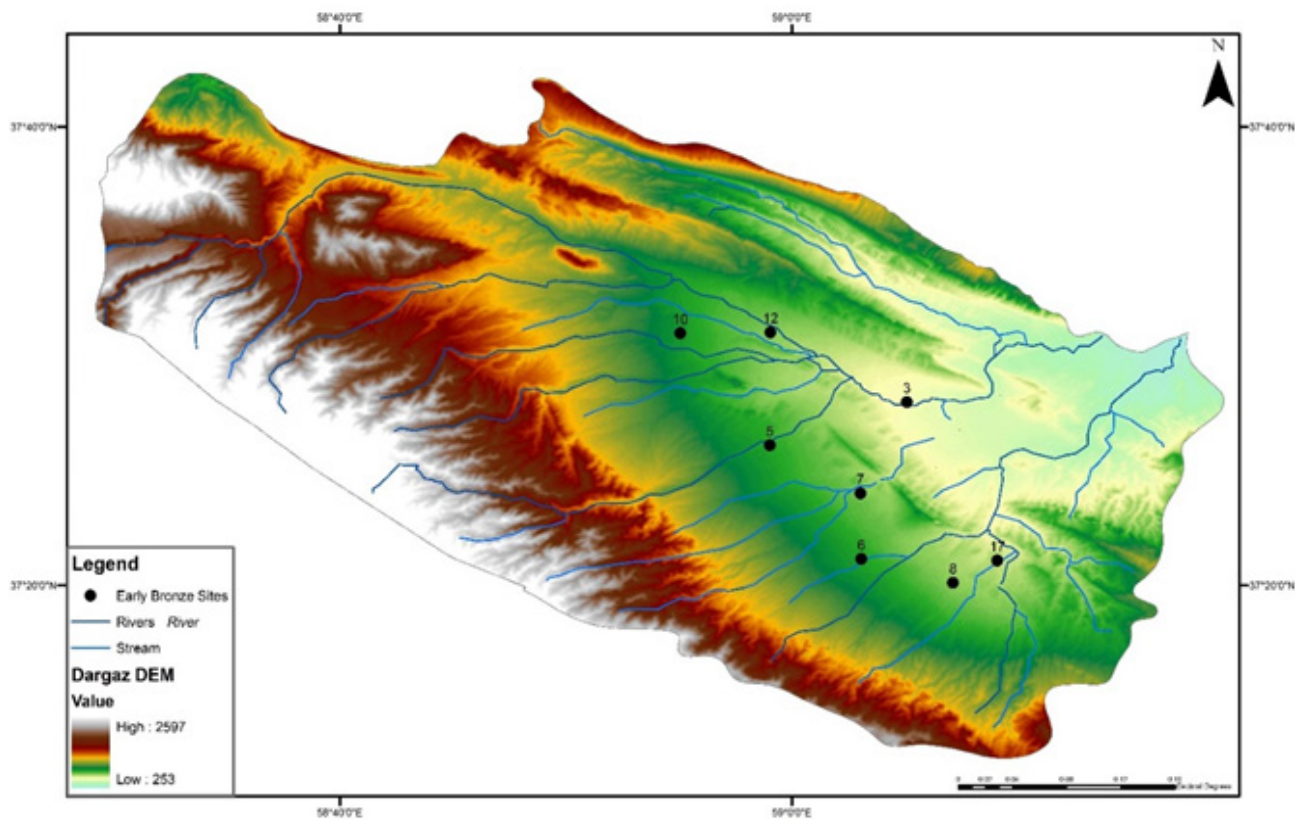 58°40'0"E 59°0'0"E
N
37°40'0"N 37°40'0"N
10 12
3
5
7
6 17
8
37°20'0"N 37°20'0"N
Legend
Early Bronze Sites
Rivers River
Stream
Dargaz DEM
Value
High : 2597
Low : 253
Decimal Degrees
58°40'0"E 59°0'0"E